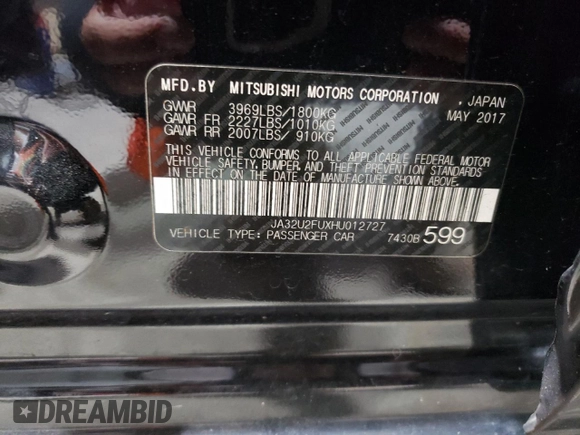 MFD.BY MITSUBISHI MOTORS CORPORATION , JAPAN
GVWR 3969LBS/1800KG MAY 2017
GAWR FR 2227LBS/1010KG
GAWR RR 2007LBS/ 910KG
THIS VEHICLE CONFORMS TO ALL APPLICABLE FEDERAL MOTOR
VEHICLE SAFETY, BUMPER, AND THEFT PREVENTION STANDARDS
IN EFFECT ON THE DATE OF MANUFACTURE SHOWN ABOVE.
JA32U2FUXHU012727
VEHICLE TYPE: PASSENGER CAR 7430B 599
DREAMBID